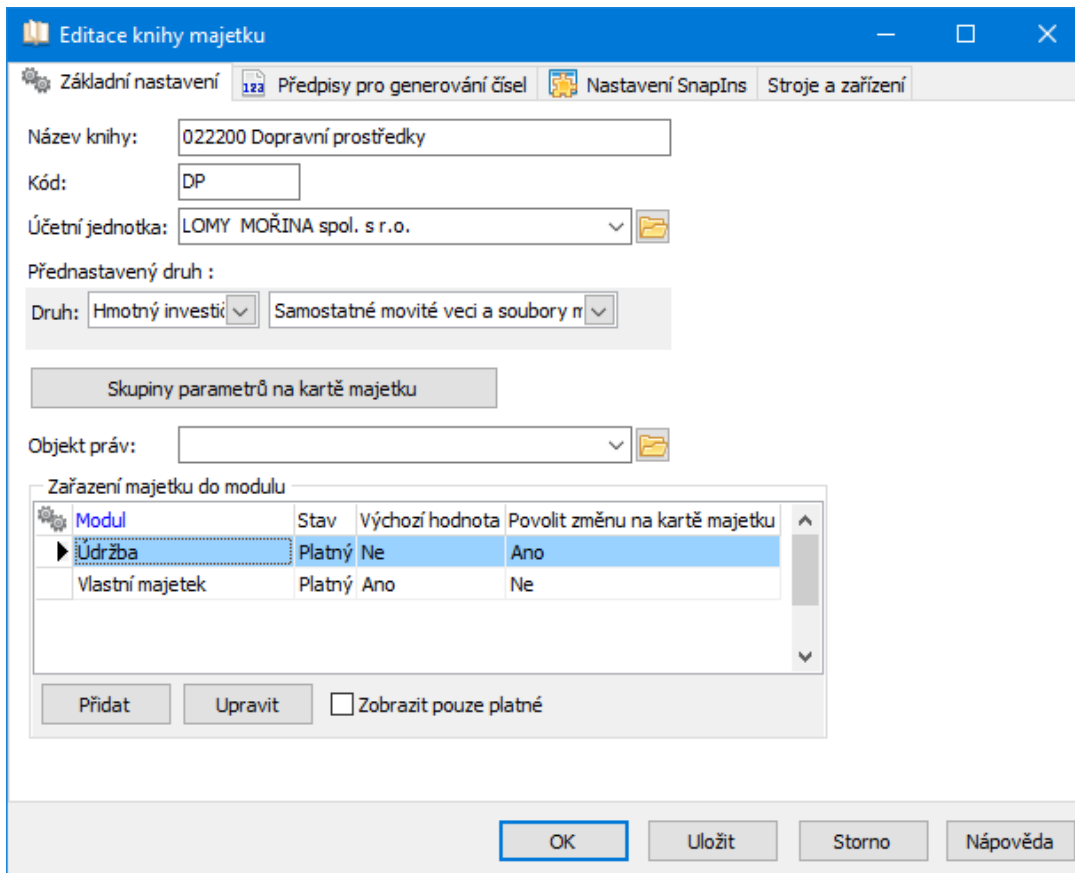 Editace knihy majetku
Základní nastavení 123 Předpisy pro generování čísel Nastavení SnapIns Stroje a zařízení
Název knihy: 022200 Dopravní prostředky
Kód: DP
Účetní jednotka: LOMY MOŘINA spol. s r.o.
Přednastavený druh :
Druh: Hmotný investič Samostatné movité veci a soubory m
Skupiny parametrů na kartě majetku
Objekt práv:
Zařazení majetku do modulu
Modul Stav Výchozí hodnota Povolit změnu na kartě majetku
Údržba Platný Ne Ano
Vlastní majetek Platný Ano Ne
Přidat Upravit Zobrazit pouze platné
OK Uložit Storno Nápověda